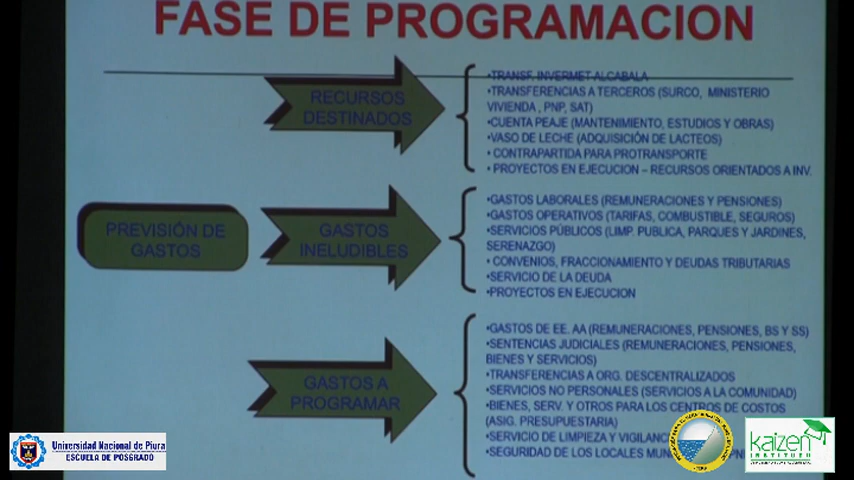 FASE DE PROGRAMACION
RECURSOS
DESTINADOS
•TRANSF. INVERMET-ALCABALA
•TRANSFERENCIAS A TERCEROS (SURCO, MINISTERIO
VIVIENDA , PNP, SAT)
•CUENTA PEAJE (MANTENIMIENTO, ESTUDIOS Y OBRAS)
•VASO DE LECHE (ADQUISICIÓN DE LACTEOS)
• CONTRAPARTIDA PARA PROTRANSPORTE
• PROYECTOS EN EJECUCION – RECURSOS ORIENTADOS A INV.
PREVISIÓN DE
GASTOS
GASTOS
INELUDIBLES
•GASTOS LABORALES (REMUNERACIONES Y PENSIONES)
•GASTOS OPERATIVOS (TARIFAS, COMBUSTIBLE, SEGUROS)
•SERVICIOS PÚBLICOS (LIMP. PUBLICA, PARQUES Y JARDINES,
SERENAZGO)
• CONVENIOS, FRACCIONAMIENTO Y DEUDAS TRIBUTARIAS
•SERVICIO DE LA DEUDA
•PROYECTOS EN EJECUCION
GASTOS A
PROGRAMAR
•GASTOS DE EE. AA (REMUNERACIONES, PENSIONES, BS Y SS)
•SENTENCIAS JUDICIALES (REMUNERACIONES, PENSIONES,
BIENES Y SERVICIOS)
•TRANSFERENCIAS A ORG. DESCENTRALIZADOS
•SERVICIOS NO PERSONALES (SERVICIOS A LA COMUNIDAD)
•BIENES, SERV. Y OTROS PARA LOS CENTROS DE COSTOS
(ASIG. PRESUPUESTARIA)
•SERVICIO DE LIMPIEZA Y
•SEGURIDAD DE LOS LOCALES
Universidad Nacional de Piura
ESCUELA DE POSGRADO
kaizen
INSTITUTO